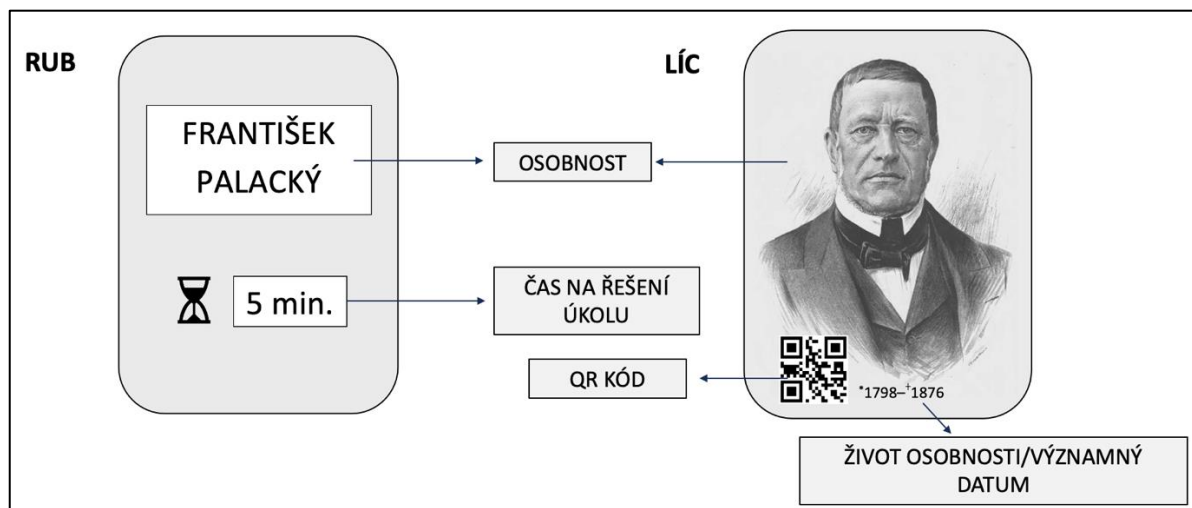 RUB
FRANTIŠEK
PALACKÝ
5 min.
OSOBNOST
ČAS NA ŘEŠENÍ
ÚKOLU
QR KÓD
LÍC
*1798–†1876
ŽIVOT OSOBNOSTI/VÝZNAMNÝ
DATUM